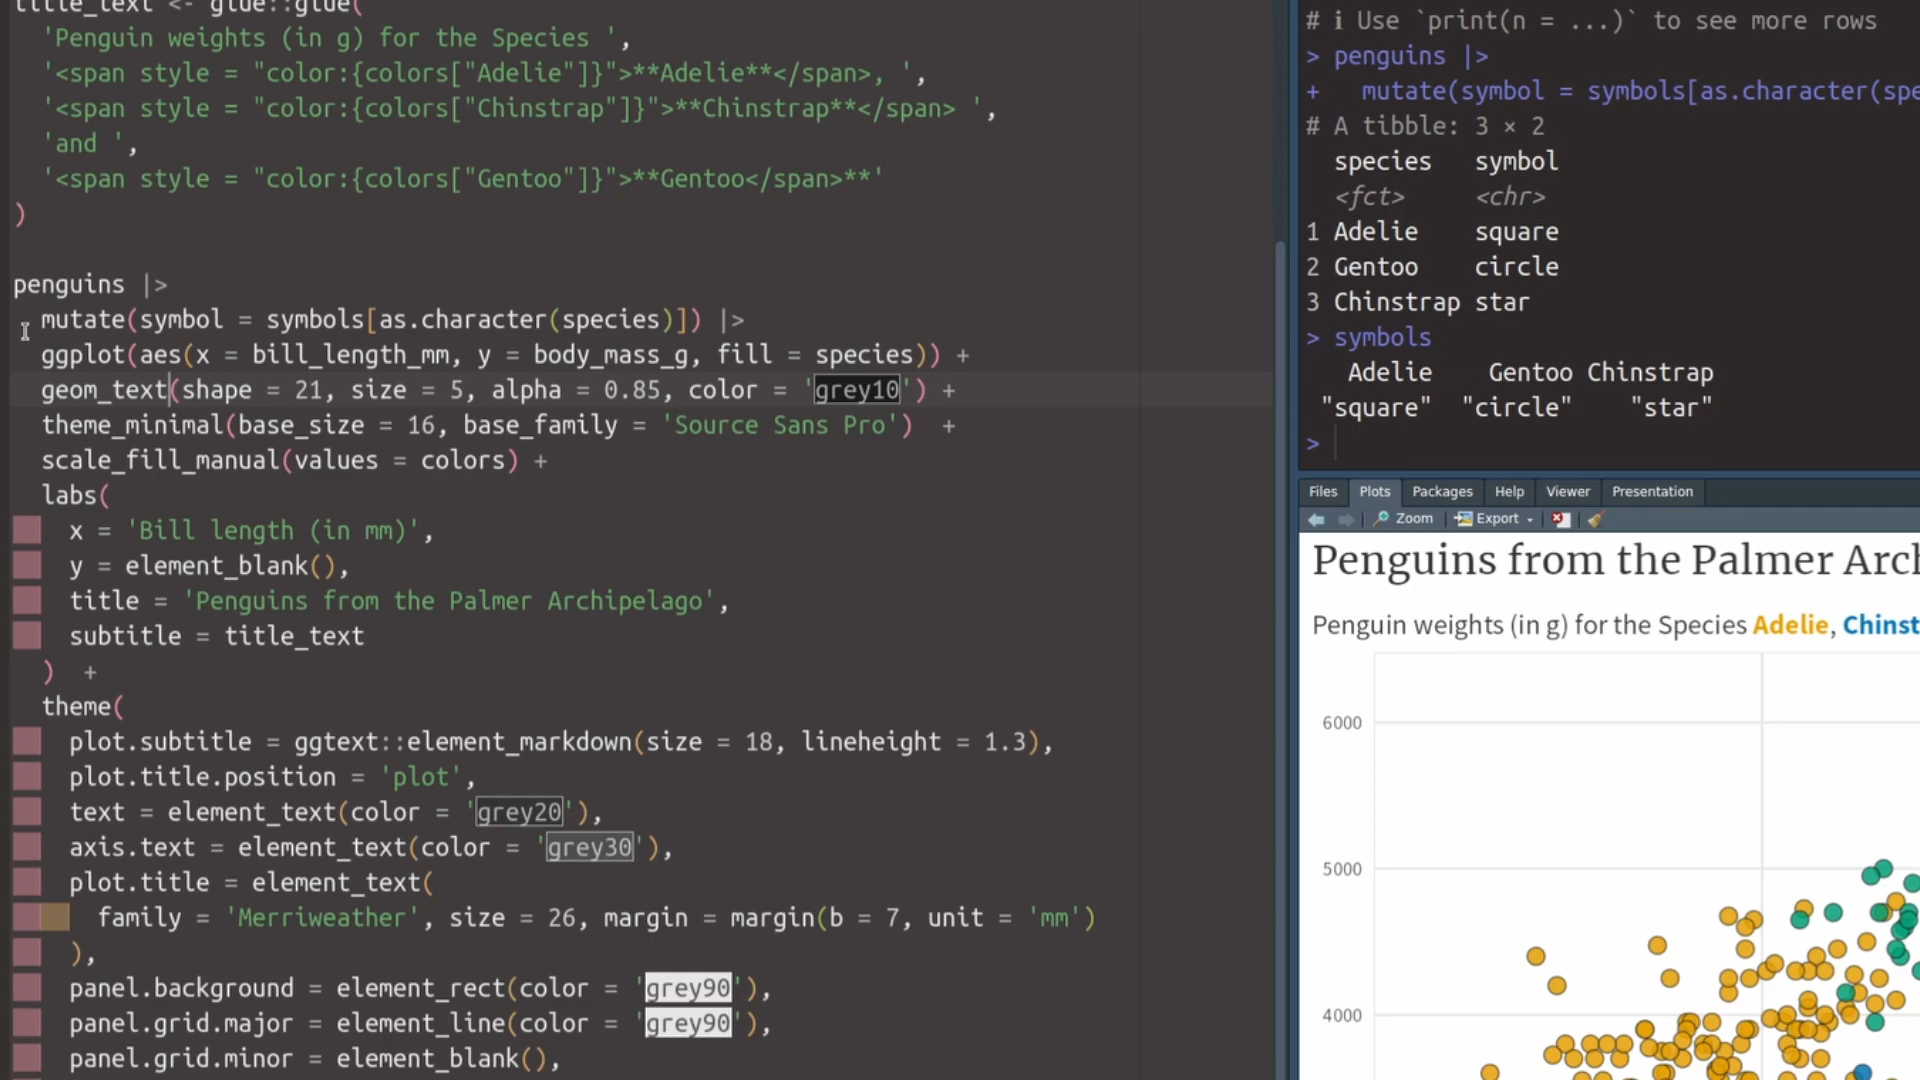 title_text <- glue::glue(
'Penguin weights (in g) for the Species ',
'<span style = "color:{colors["Adelie"]}">**Adelie**</span>, ',
'<span style = "color:{colors["Chinstrap"]}">**Chinstrap**</span> ',
'and ',
'<span style = "color:{colors["Gentoo"]}">**Gentoo</span>**'
)
penguins |>
mutate(symbol = symbols[as.character(species)]) |>
ggplot(aes(x = bill_length_mm, y = body_mass_g, fill = species)) +
geom_text(shape = 21, size = 5, alpha = 0.85, color = 'grey10') +
theme_minimal(base_size = 16, base_family = 'Source Sans Pro')  +
scale_fill_manual(values = colors) +
labs(
x = 'Bill length (in mm)',
y = element_blank(),
title = 'Penguins from the Palmer Archipelago',
subtitle = title_text
)  +
theme(
plot.subtitle = ggtext::element_markdown(size = 18, lineheight = 1.3),
plot.title.position = 'plot',
text = element_text(color = 'grey20'),
axis.text = element_text(color = 'grey30'),
plot.title = element_text(
family = 'Merriweather', size = 26, margin = margin(b = 7, unit = 'mm')
),
panel.background = element_rect(color = 'grey90'),
panel.grid.major = element_line(color = 'grey90'),
panel.grid.minor = element_blank(),
# ℹ Use `print(n = ...)` to see more rows
> penguins |>
+   mutate(symbol = symbols[as.character(spe
# A tibble: 3 × 2
species   symbol
<fct>     <chr>
1 Adelie    square
2 Gentoo    circle
3 Chinstrap star
> symbols
Adelie    Gentoo Chinstrap
"square"  "circle"    "star"
>
Files Plots Packages Help Viewer Presentation
Zoom Export
Penguins from the Palmer Arch
Penguin weights (in g) for the Species Adelie, Chinst
6000
5000
4000